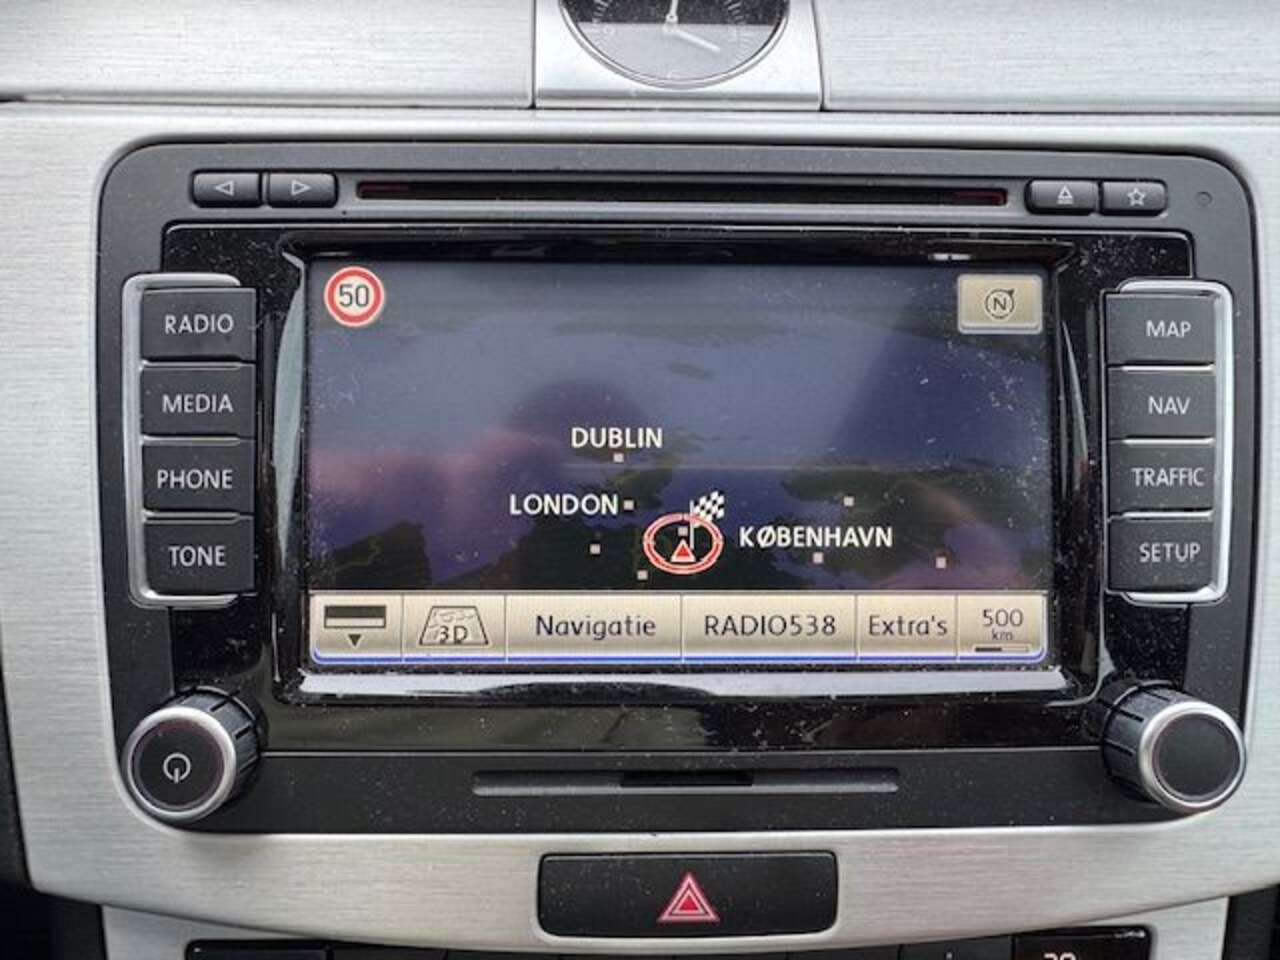 50
N
RADIO
MAP
MEDIA
NAV
DUBLIN
PHONE
TRAFFIC
LONDON
KØBENHAVN
TONE
SETUP
3D
Navigatie
RADIO538
Extra's
500
km